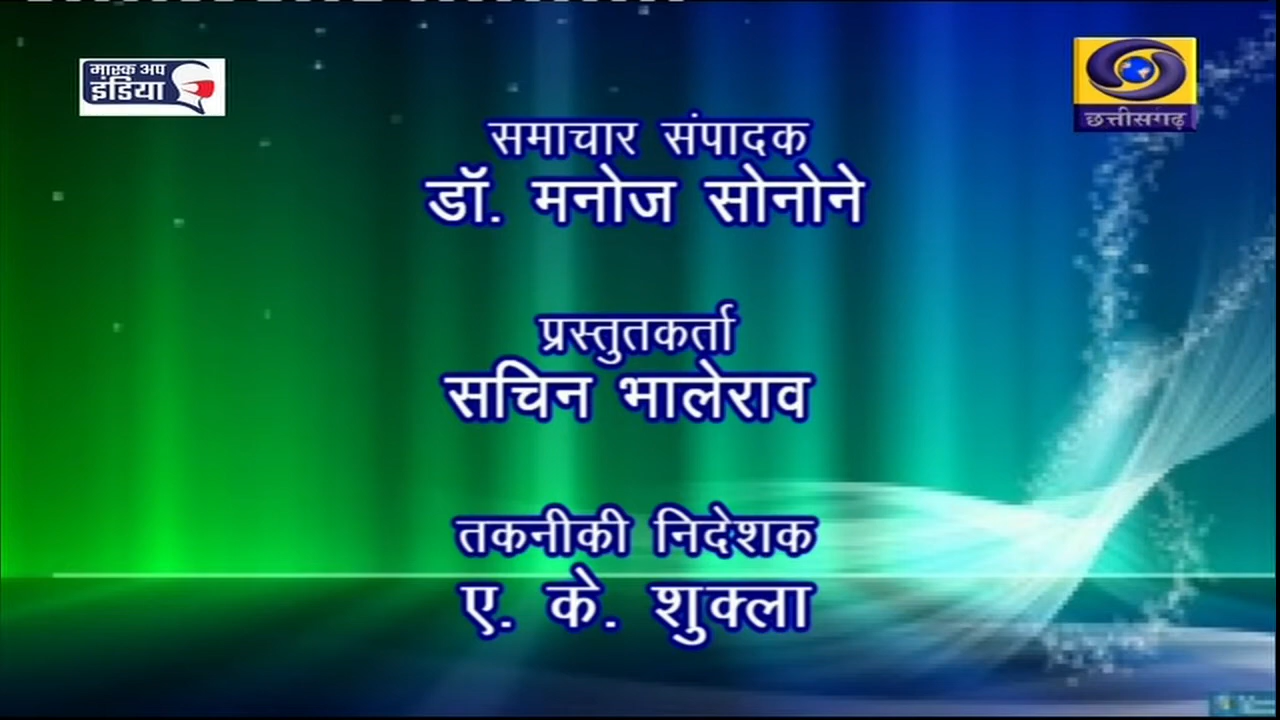 मास्क अप
इंडिया
छत्तीसगढ़
समाचार संपादक
डॉ. मनोज सोनोने
प्रस्तुतकर्ता
सचिन भालेराव
तकनीकी निदेशक
ए. के. शुक्ला